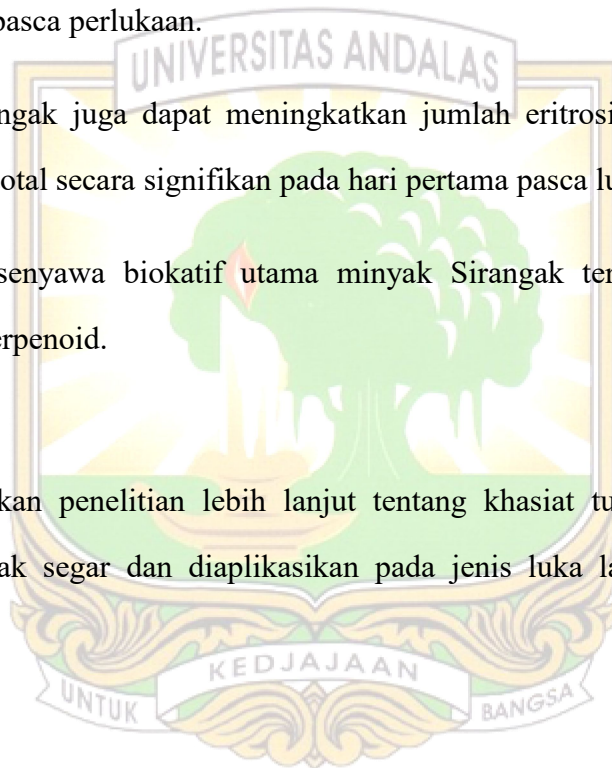 pasca perlukaan.
UNIVERSITAS ANDALAS
ngak juga dapat meningkatkan jumlah eritrosi
otal secara signifikan pada hari pertama pasca lu
senyawa biokatif utama minyak Sirangak ter
erpenoid.
kan penelitian lebih lanjut tentang khasiat tu
ak segar dan diaplikasikan pada jenis luka la
KEDJAJAAN
UNTUK BANGSA